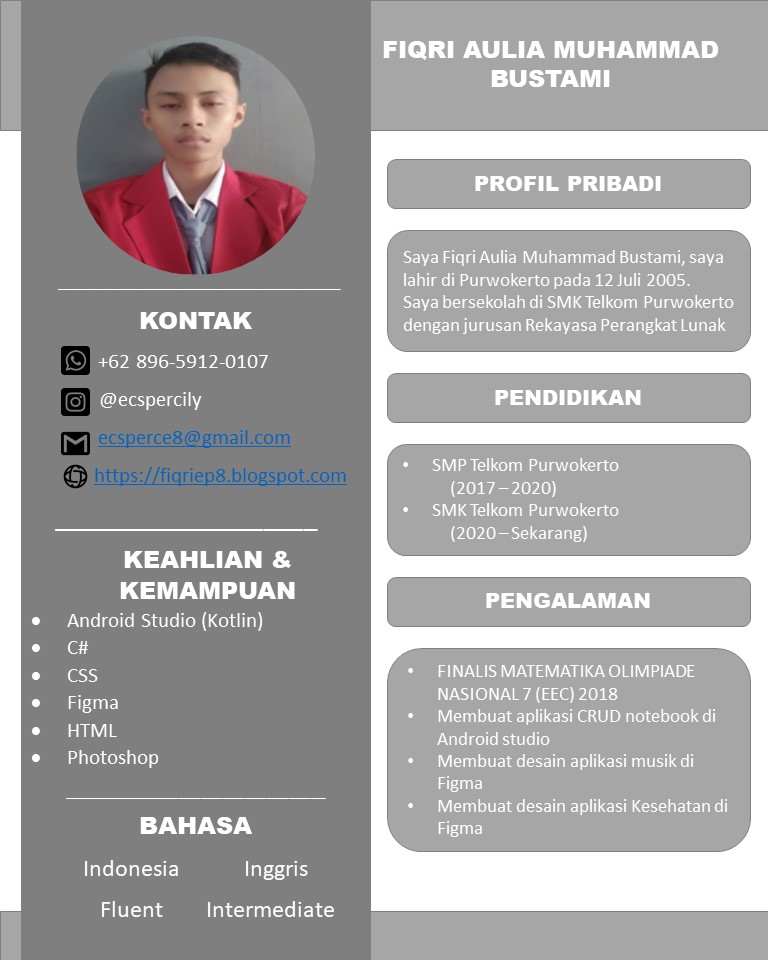 FIQRI AULIA MUHAMMAD
BUSTAMI
KONTAK
+62 896-5912-0107
@ecspercily
ecsperce8@gmail.com
https://fiqriep8.blogspot.com
KEAHLIAN &
KEMAMPUAN
• Android Studio (Kotlin)
• C#
• CSS
• Figma
• HTML
• Photoshop
BAHASA
Indonesia Inggris
Fluent Intermediate
PROFIL PRIBADI
Saya Fiqri Aulia Muhammad Bustami, saya
lahir di Purwokerto pada 12 Juli 2005.
Saya bersekolah di SMK Telkom Purwokerto
dengan jurusan Rekayasa Perangkat Lunak
PENDIDIKAN
• SMP Telkom Purwokerto
(2017 – 2020)
• SMK Telkom Purwokerto
(2020 – Sekarang)
PENGALAMAN
• FINALIS MATEMATIKA OLIMPIADE
NASIONAL 7 (EEC) 2018
• Membuat aplikasi CRUD notebook di
Android studio
• Membuat desain aplikasi musik di
Figma
• Membuat desain aplikasi Kesehatan di
Figma